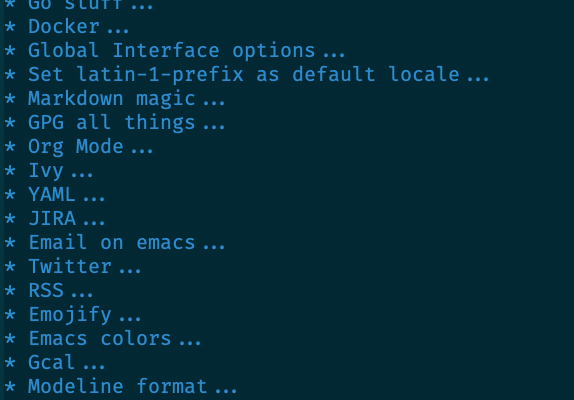 * Go stuff...
* Docker...
* Global Interface options...
* Set latin-1-prefix as default locale...
* Markdown magic...
* GPG all things...
* Org Mode...
* Ivy...
* YAML...
* JIRA...
* Email on emacs...
* Twitter...
* RSS...
* Emojify...
* Emacs colors...
* Gcal...
* Modeline format...